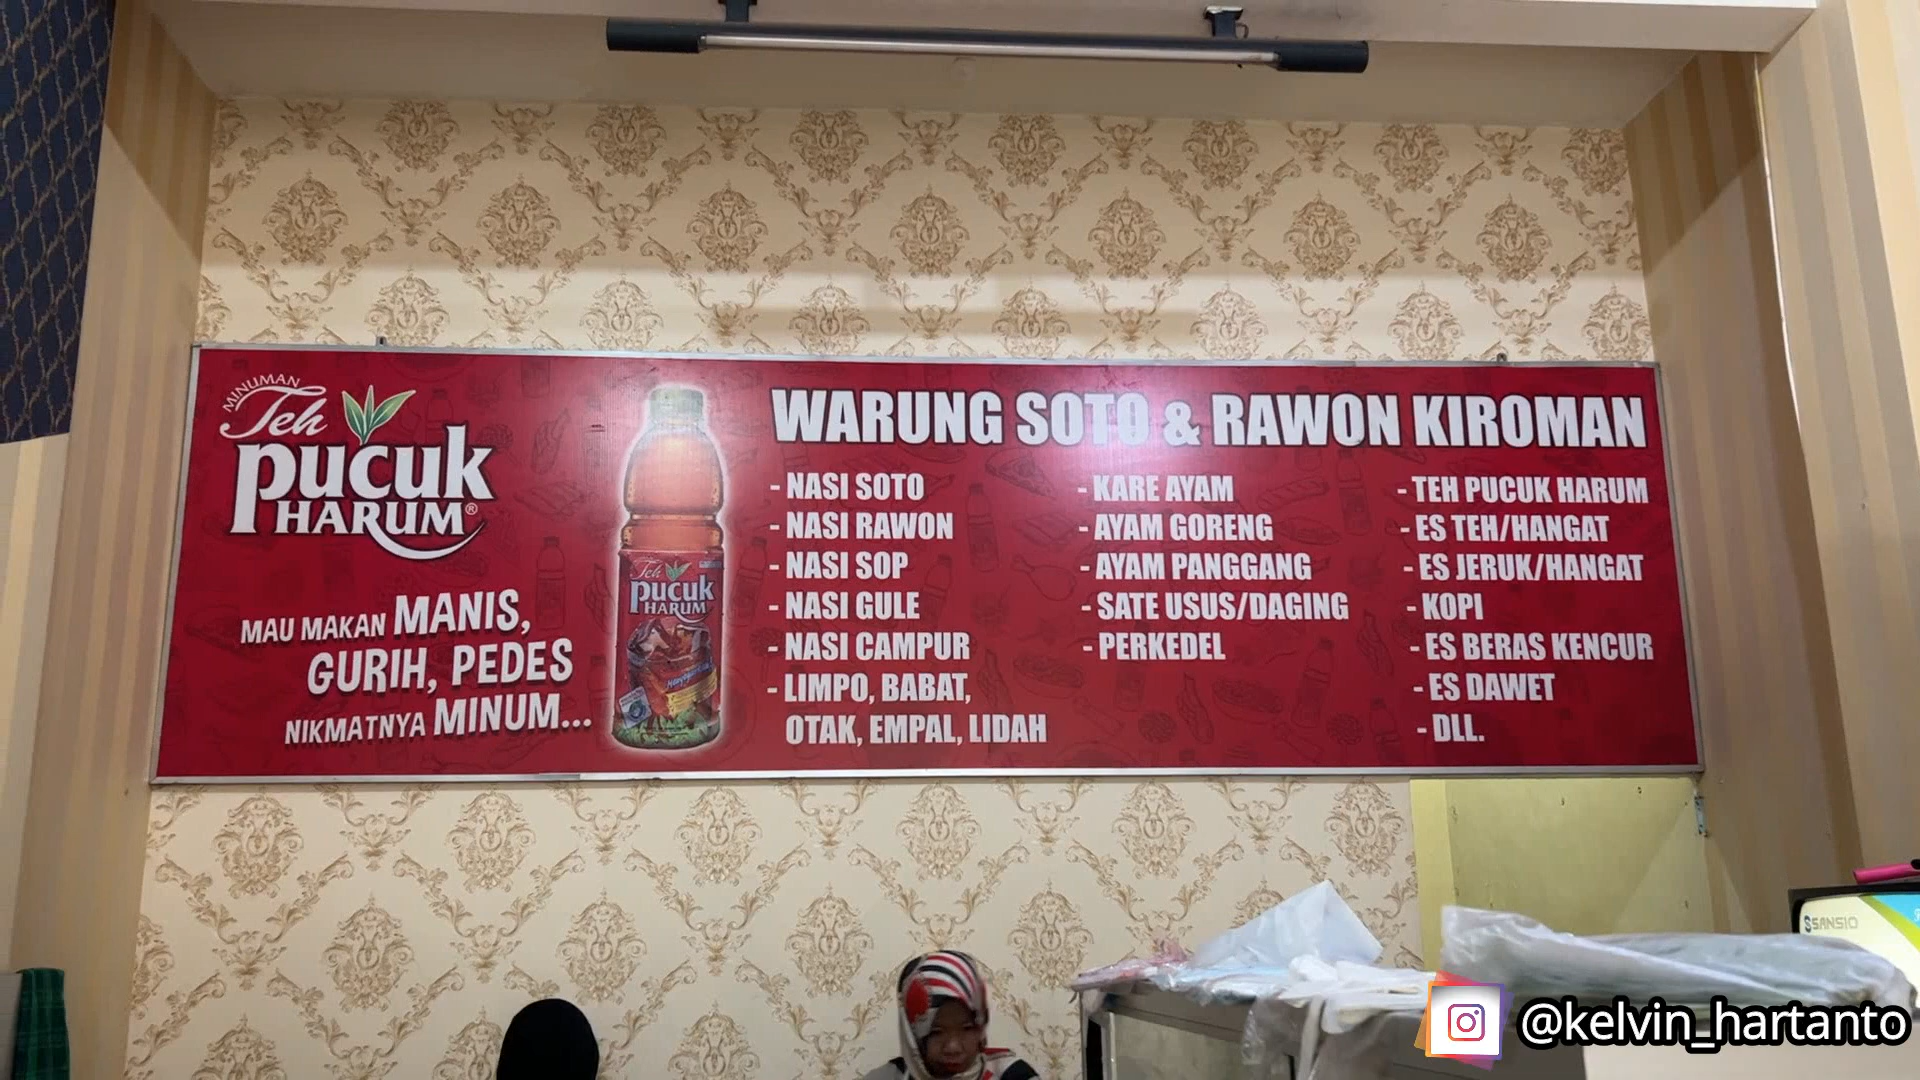 MINUMAN
Teh
pucuk
HARUM®
MAU MAKAN MANIS,
GURIH, PEDES
NIKMATNYA MINUM...
Teh
pucuk
HARUM
WARUNG SOTO & RAWON KIROMAN
- NASI SOTO
- NASI RAWON
- NASI SOP
- NASI GULE
- NASI CAMPUR
- LIMPO, BABAT,
OTAK, EMPAL, LIDAH
- KARE AYAM
- AYAM GORENG
- AYAM PANGGANG
- SATE USUS/DAGING
- PERKEDEL
- TEH PUCUK HARUM
- ES TEH/HANGAT
- ES JERUK/HANGAT
- KOPI
- ES BERAS KENCUR
- ES DAWET
- DLL.
SANSIO
@kelvin_hartanto